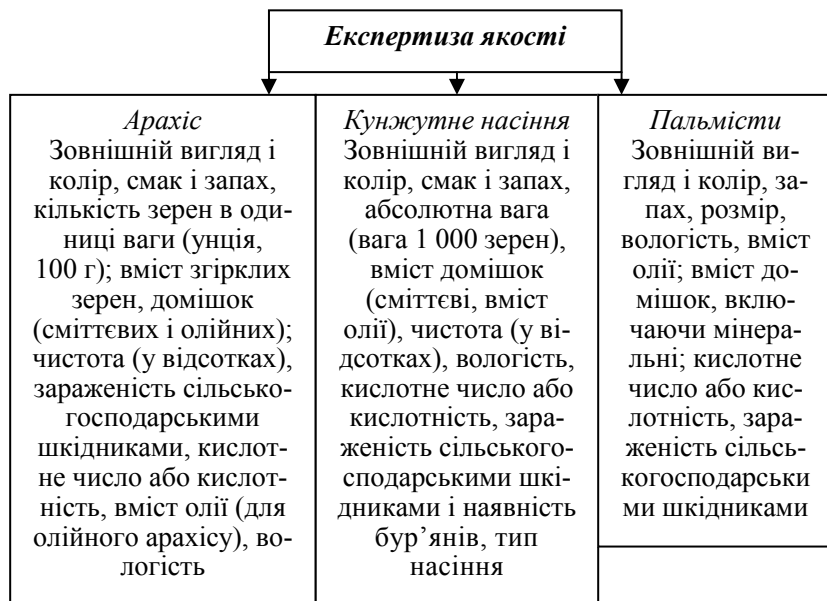 Експертиза якості
Арахіс
Зовнішній вигляд і
колір, смак і запах,
кількість зерен в оди-
ниці ваги (унція,
100 г); вміст згірклих
зерен, домішок
(сміттєвих і олійних);
чистота (у відсотках),
зараженість сільсько-
господарськими
шкідниками, кислот-
не число або кислот-
ність, вміст олії (для
олійного арахісу), во-
логість
Кунжутне насіння
Зовнішній вигляд і
колір, смак і запах,
абсолютна вага
(вага 1 000 зерен),
вміст домішок
(сміттєві, вміст
олії), чистота (у ві-
дсотках), вологість,
кислотне число або
кислотність, зара-
женість сільського-
сподарськими шкі-
дниками і наявність
бур’янів, тип
насіння
Пальмісти
Зовнішній ви-
гляд і колір, за-
пах, розмір,
вологість, вміст
олії; вміст до-
мішок, вклю-
чаючи мінера-
льні; кислотне
число або кис-
лотність, зара-
женість сільсь-
когосподарськи
ми шкідниками